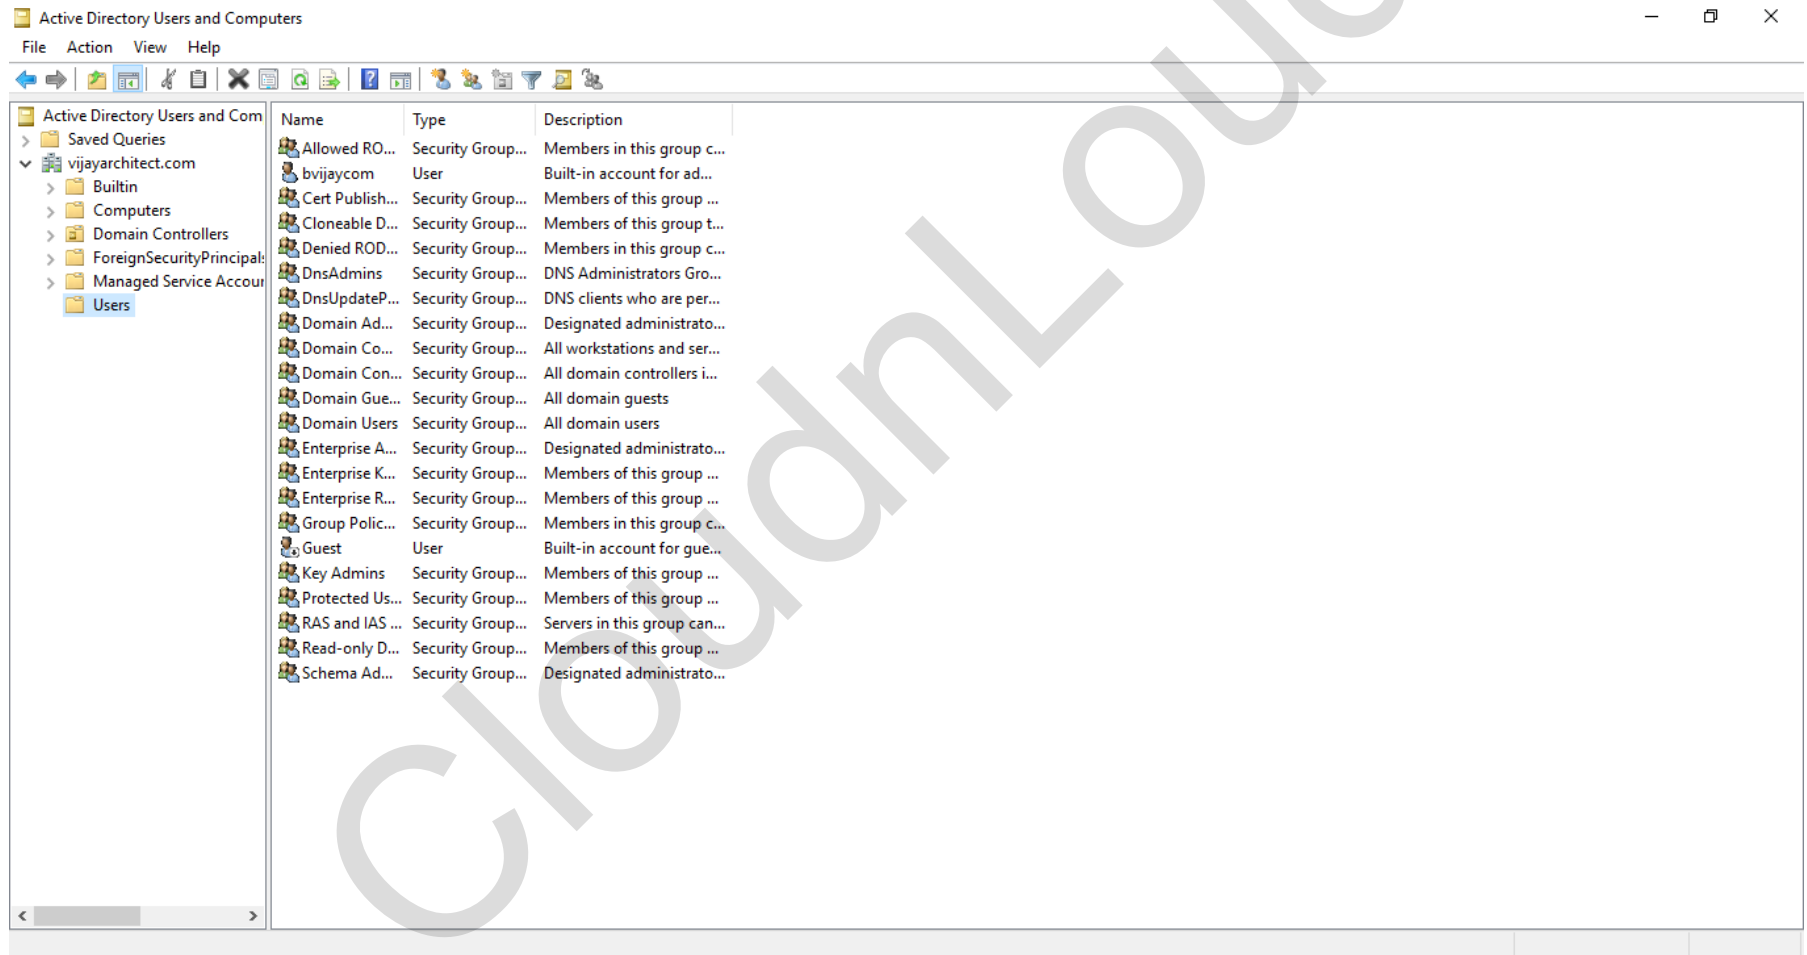 Active Directory Users and Computers
File Action View Help
Active Directory Users and Com
Saved Queries
vijayarchitect.com
Builtin
Computers
Domain Controllers
ForeignSecurityPrincipals
Managed Service Accour
Users
Name Type Description
Allowed RO... Security Group... Members in this group c...
bvijaycom User Built-in account for ad...
Cert Publish... Security Group... Members of this group ...
Cloneable D... Security Group... Members of this group t...
Denied ROD... Security Group... Members in this group c...
DnsAdmins Security Group... DNS Administrators Gro...
DnsUpdateP... Security Group... DNS clients who are per...
Domain Ad... Security Group... Designated administrato...
Domain Co... Security Group... All workstations and ser...
Domain Con... Security Group... All domain controllers i...
Domain Gue... Security Group... All domain guests
Domain Users Security Group... All domain users
Enterprise A... Security Group... Designated administrato...
Enterprise K... Security Group... Members of this group ...
Enterprise R... Security Group... Members of this group ...
Group Polic... Security Group... Members in this group c...
Guest User Built-in account for gue...
Key Admins Security Group... Members of this group ...
Protected Us... Security Group... Members of this group ...
RAS and IAS ... Security Group... Servers in this group can...
Read-only D... Security Group... Members of this group ...
Schema Ad... Security Group... Designated administrato...
CloudnLou